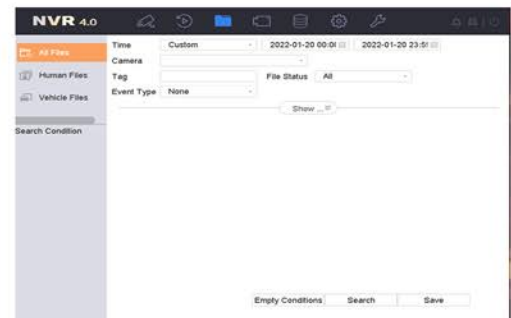 NVR 4.0
All Files
Human Files
Vehicle Files
Search Condition
Time Custom 2022-01-20 00:0 2022-01-20 23:5
Camera
Tag File Status All
Event Type None
Show ...
Empty Conditions Search Save